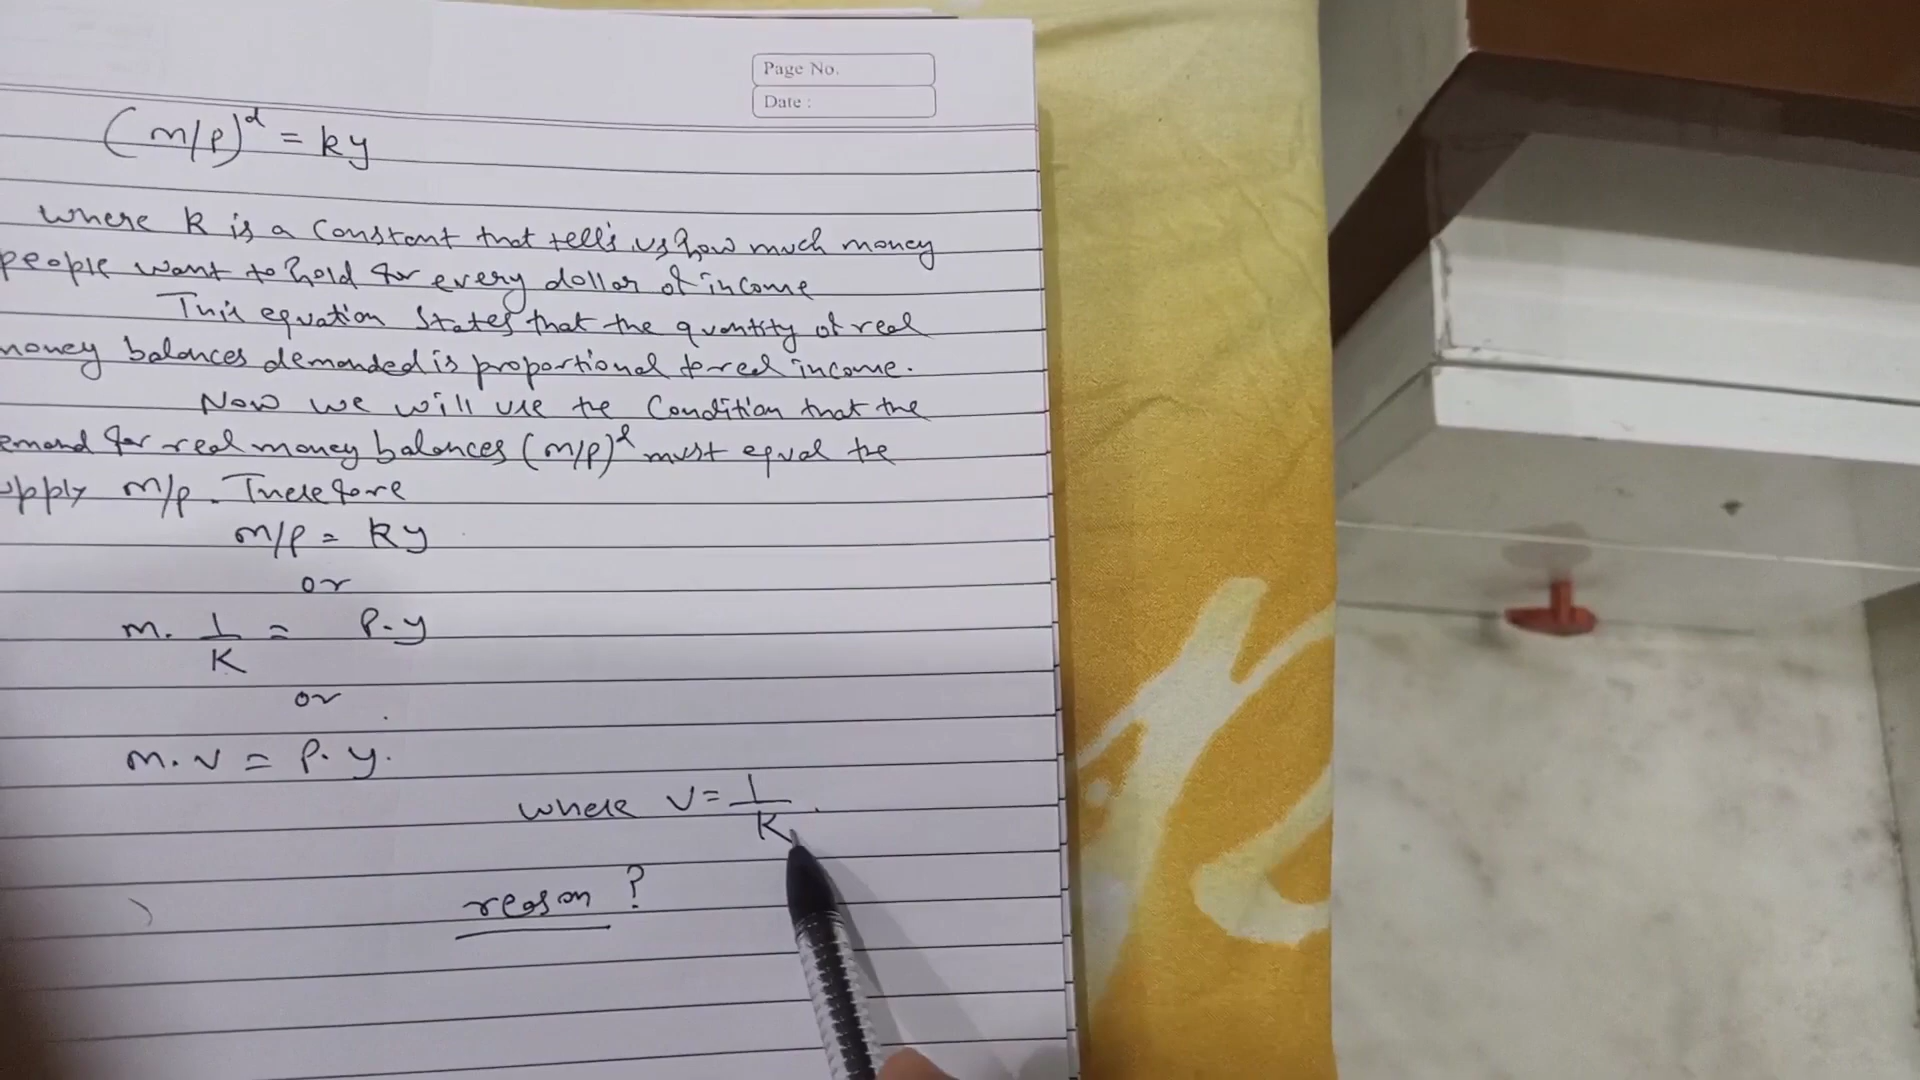 Page No.
Date :
(m/p)^d = ky
where K is a constant that tells us how much money
people want to hold for every dollar of income
This equation states that the quantity of real
money balances demanded is proportional to real income.
Now we will use the condition that the
emand for real money balances (m/p)^d must equal the
upply m/p. Therefore
m/p = Ky
or
m. 1/K = P.y
or
m.v = P.y.
where V = 1/K.
reason ?